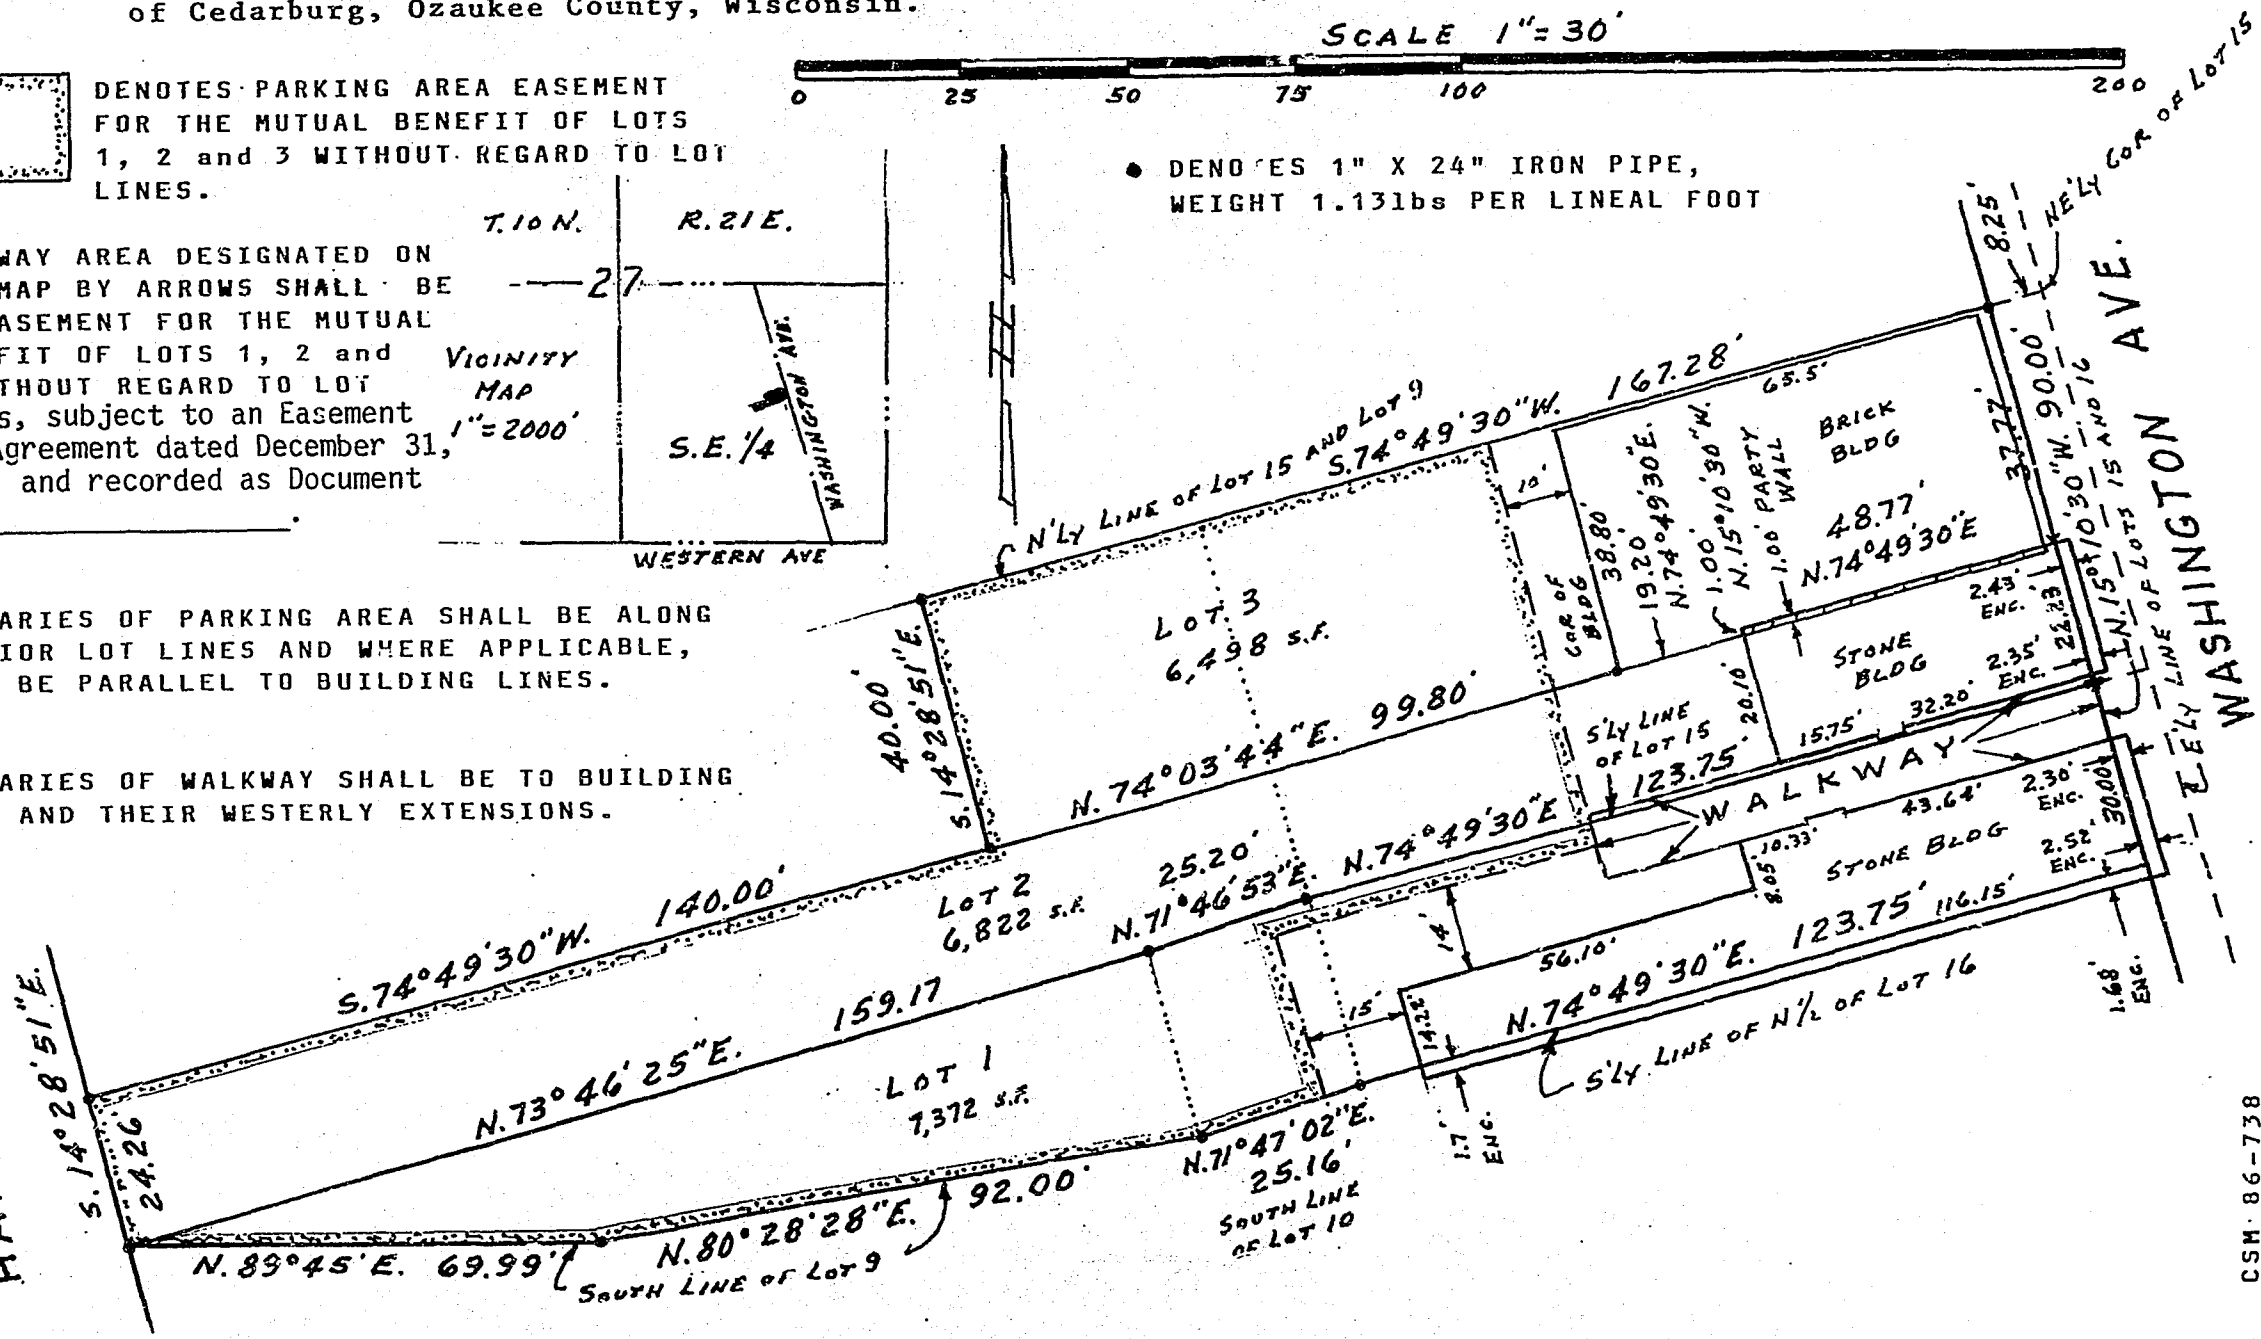 of Cedarburg, Ozaukee County, Wisconsin.
SCALE 1"=30'
0 25 50 75 100 200
DENOTES PARKING AREA EASEMENT
FOR THE MUTUAL BENEFIT OF LOTS
1, 2 and 3 WITHOUT REGARD TO LOT
LINES.
DENOTES 1" X 24" IRON PIPE,
WEIGHT 1.13lbs PER LINEAL FOOT
WAY AREA DESIGNATED ON
MAP BY ARROWS SHALL BE
ASEMENT FOR THE MUTUAL
FIT OF LOTS 1, 2 and
THOUT REGARD TO LOT
s, subject to an Easement
Agreement dated December 31,
and recorded as Document
.
T.10 N. R.21E.
27
VICINITY
MAP
1"=2000'
S.E. 1/4
WASHINGTON AVE.
WESTERN AVE
ARIES OF PARKING AREA SHALL BE ALONG
IOR LOT LINES AND WHERE APPLICABLE,
BE PARALLEL TO BUILDING LINES.
ARIES OF WALKWAY SHALL BE TO BUILDING
AND THEIR WESTERLY EXTENSIONS.
NE'LY COR OF LOT 15
8.25'
WASHINGTON AVE.
N.15°10'30"W. 90.00'
E'LY LINE OF LOTS 15 AND 16
37.77'
22.23'
30.00'
N'LY LINE OF LOT 15 AND LOT 9
S.74°49'30"W. 167.28'
65.5'
BRICK
BLDG
48.77'
N.74°49'30"E
10'
COR OF
BLDG
38.80'
19.20'
N.74°49'30"E.
1.00'
N.15°10'30"W.
1.00' PARTY
WALL
2.43'
ENC.
2.35'
ENC.
STONE
BLDG
20.10'
15.75'
32.20'
LOT 3
6,498 S.F.
40.00'
S.14°28'51"E.
N.74°03'44"E. 99.80'
S'LY LINE
OF LOT 15
123.75'
N.74°49'30"E
WALKWAY
2.30'
ENC.
43.64'
10.33'
8.05'
STONE BLDG
2.52'
ENC.
LOT 2
6,822 S.F.
25.20'
N.71°46'53"E.
S.74°49'30"W. 140.00'
14'
56.10'
15'
14.22'
N.74°49'30"E. 123.75'
116.15'
1.68'
ENC.
S'LY LINE OF N 1/2 OF LOT 16
1.7'
ENC.
N.73°46'25"E. 159.17
LOT 1
7,372 S.F.
S.14°28'51"E.
24.26
N.89°45'E. 69.99'
N.80°28'28"E. 92.00'
SOUTH LINE OF LOT 9
N.71°47'02"E.
25.16'
SOUTH LINE
OF LOT 10
CSM 86-738